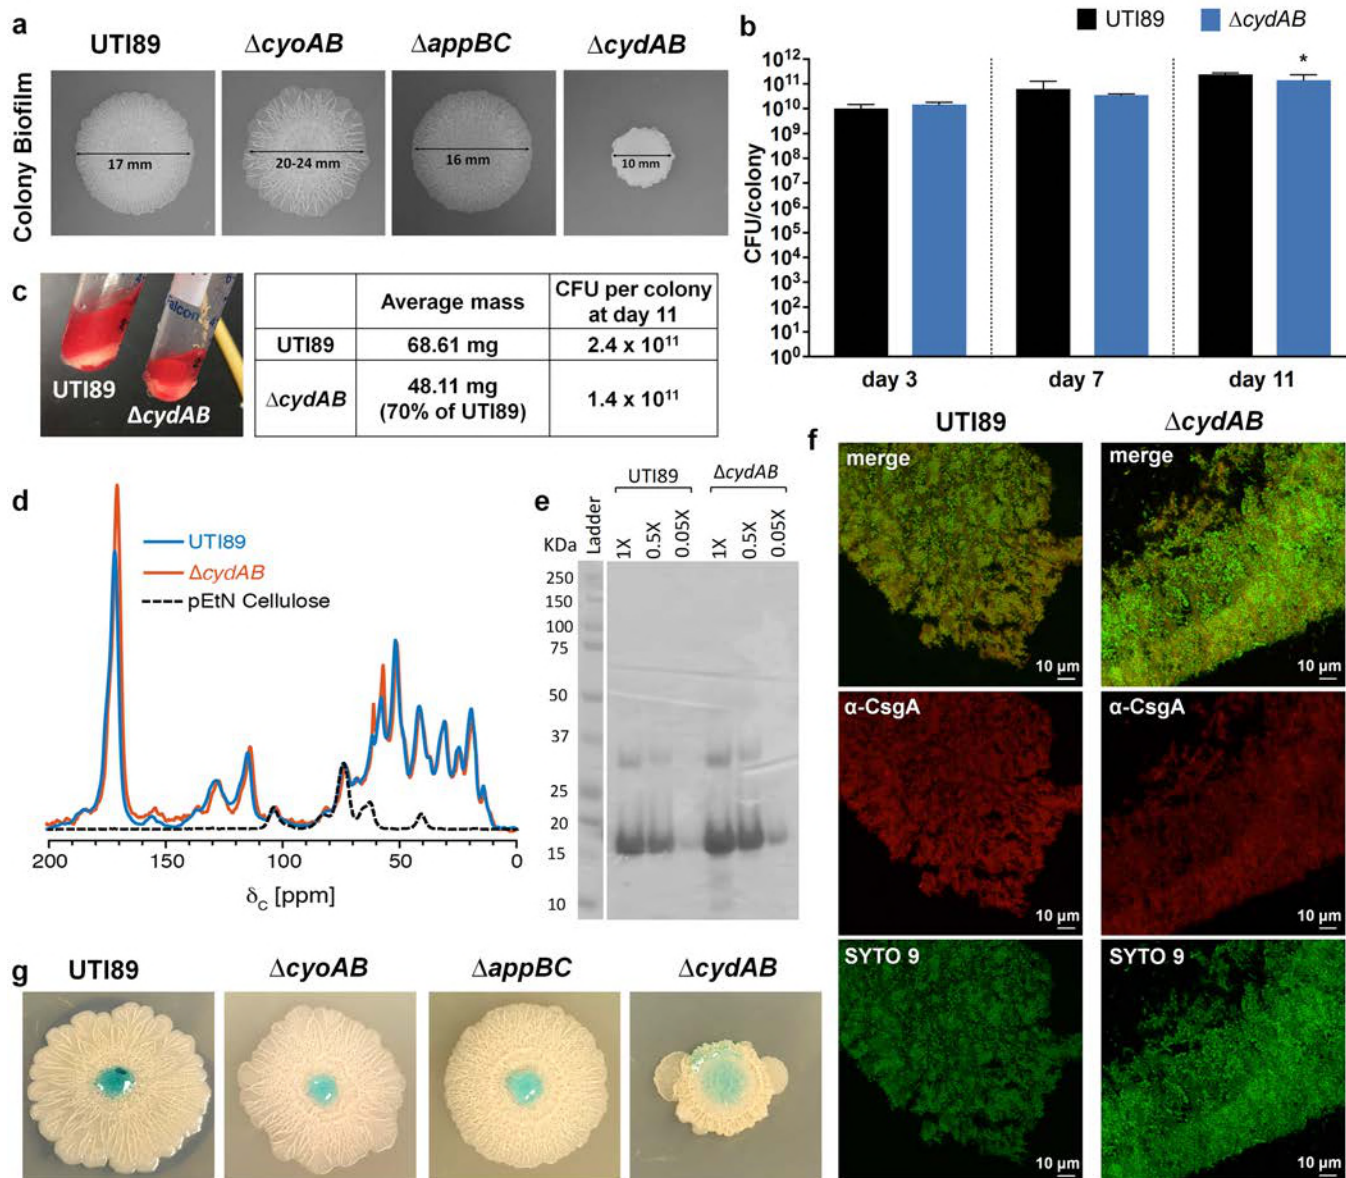 a
UTI89
ΔcyoAB
ΔappBC
ΔcydAB
Colony Biofilm
17 mm
20-24 mm
16 mm
10 mm
b
UTI89
ΔcydAB
CFU/colony
10¹²
10¹¹
10¹⁰
10⁹
10⁸
10⁷
10⁶
10⁵
10⁴
10³
10²
10¹
10⁰
*
day 3
day 7
day 11
c
UTI89
ΔcydAB
Average mass
CFU per colony
at day 11
UTI89
68.61 mg
2.4 x 10¹¹
ΔcydAB
48.11 mg
(70% of UTI89)
1.4 x 10¹¹
d
UTI89
ΔcydAB
pEtN Cellulose
200
150
100
50
0
δC [ppm]
e
UTI89
ΔcydAB
KDa
Ladder
1X
0.5X
0.05X
1X
0.5X
0.05X
250
150
100
75
50
37
25
20
15
10
f
UTI89
ΔcydAB
merge
10 µm
merge
10 µm
α-CsgA
10 µm
α-CsgA
10 µm
SYTO 9
10 µm
SYTO 9
10 µm
g
UTI89
ΔcyoAB
ΔappBC
ΔcydAB